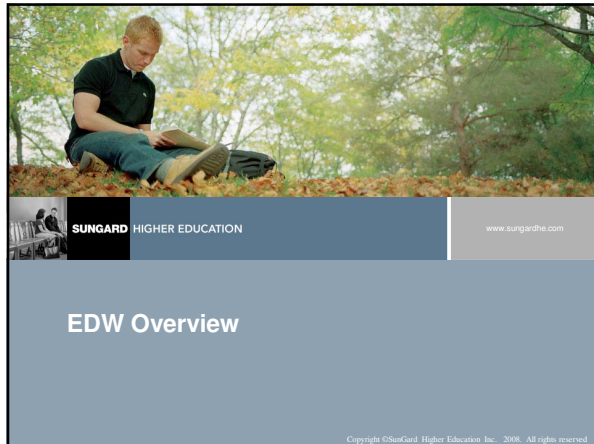 SUNGARD HIGHER EDUCATION
www.sungardhe.com
EDW Overview
Copyright ©SunGard Higher Education Inc. 2008. All rights reserved